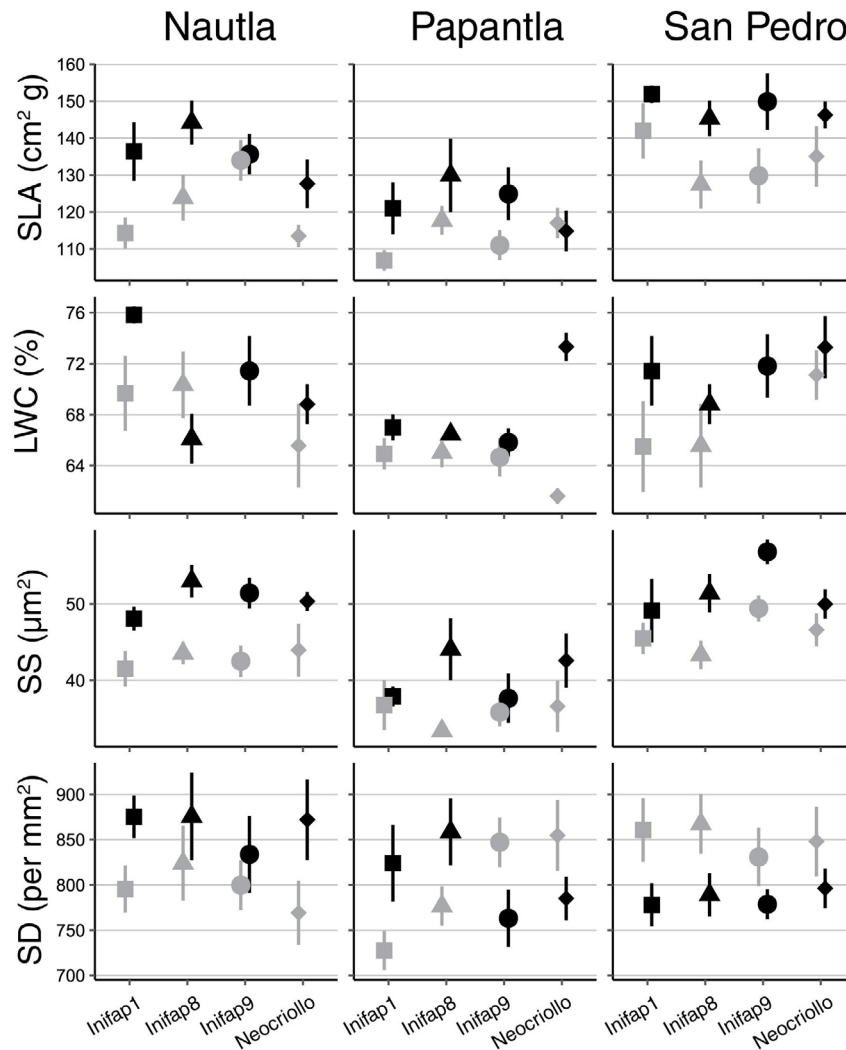 Nautla Papantla San Pedro
SLA (cm² g)
160
150
140
130
120
110
LWC (%)
76
72
68
64
SS (µm²)
50
40
SD (per mm²)
900
850
800
750
700
Inifap1 Inifap8 Inifap9 Neocriollo Inifap1 Inifap8 Inifap9 Neocriollo Inifap1 Inifap8 Inifap9 Neocriollo